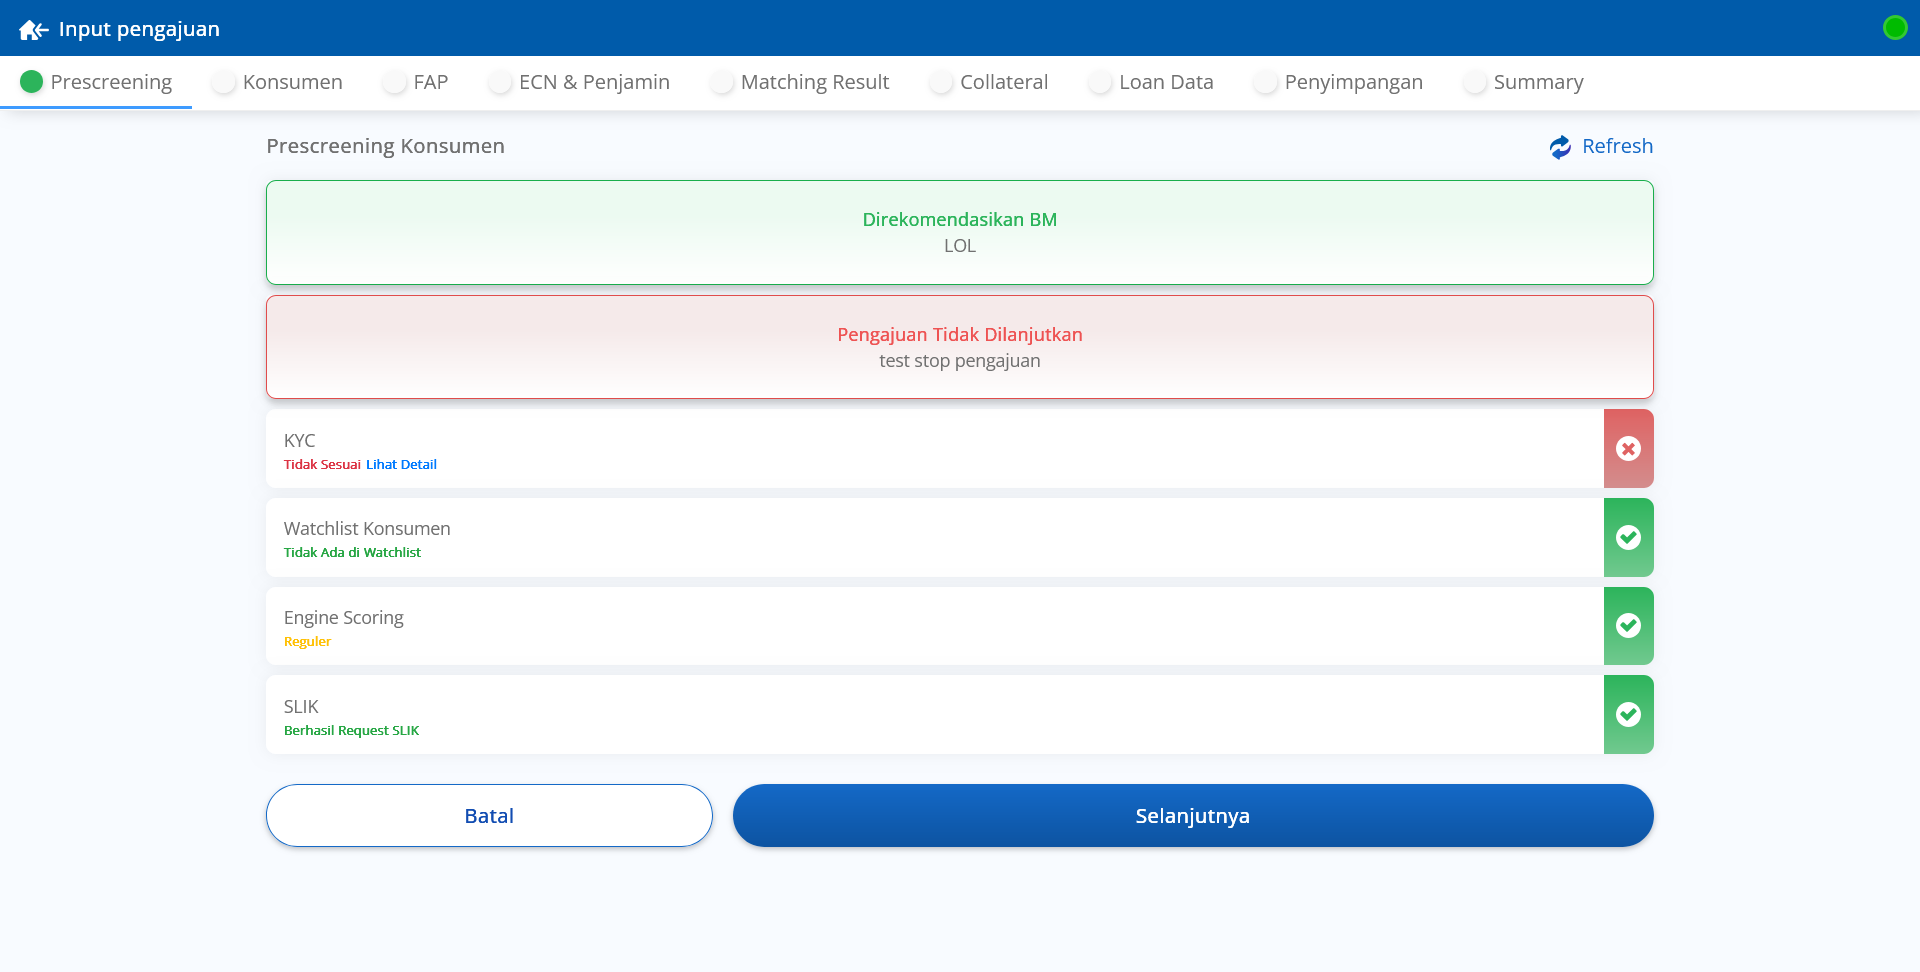 Input pengajuan
Prescreening Konsumen FAP ECN & Penjamin Matching Result Collateral Loan Data Penyimpangan Summary
Prescreening Konsumen Refresh
Direkomendasikan BM
LOL
Pengajuan Tidak Dilanjutkan
test stop pengajuan
KYC
Tidak Sesuai Lihat Detail
Watchlist Konsumen
Tidak Ada di Watchlist
Engine Scoring
Reguler
SLIK
Berhasil Request SLIK
Batal Selanjutnya